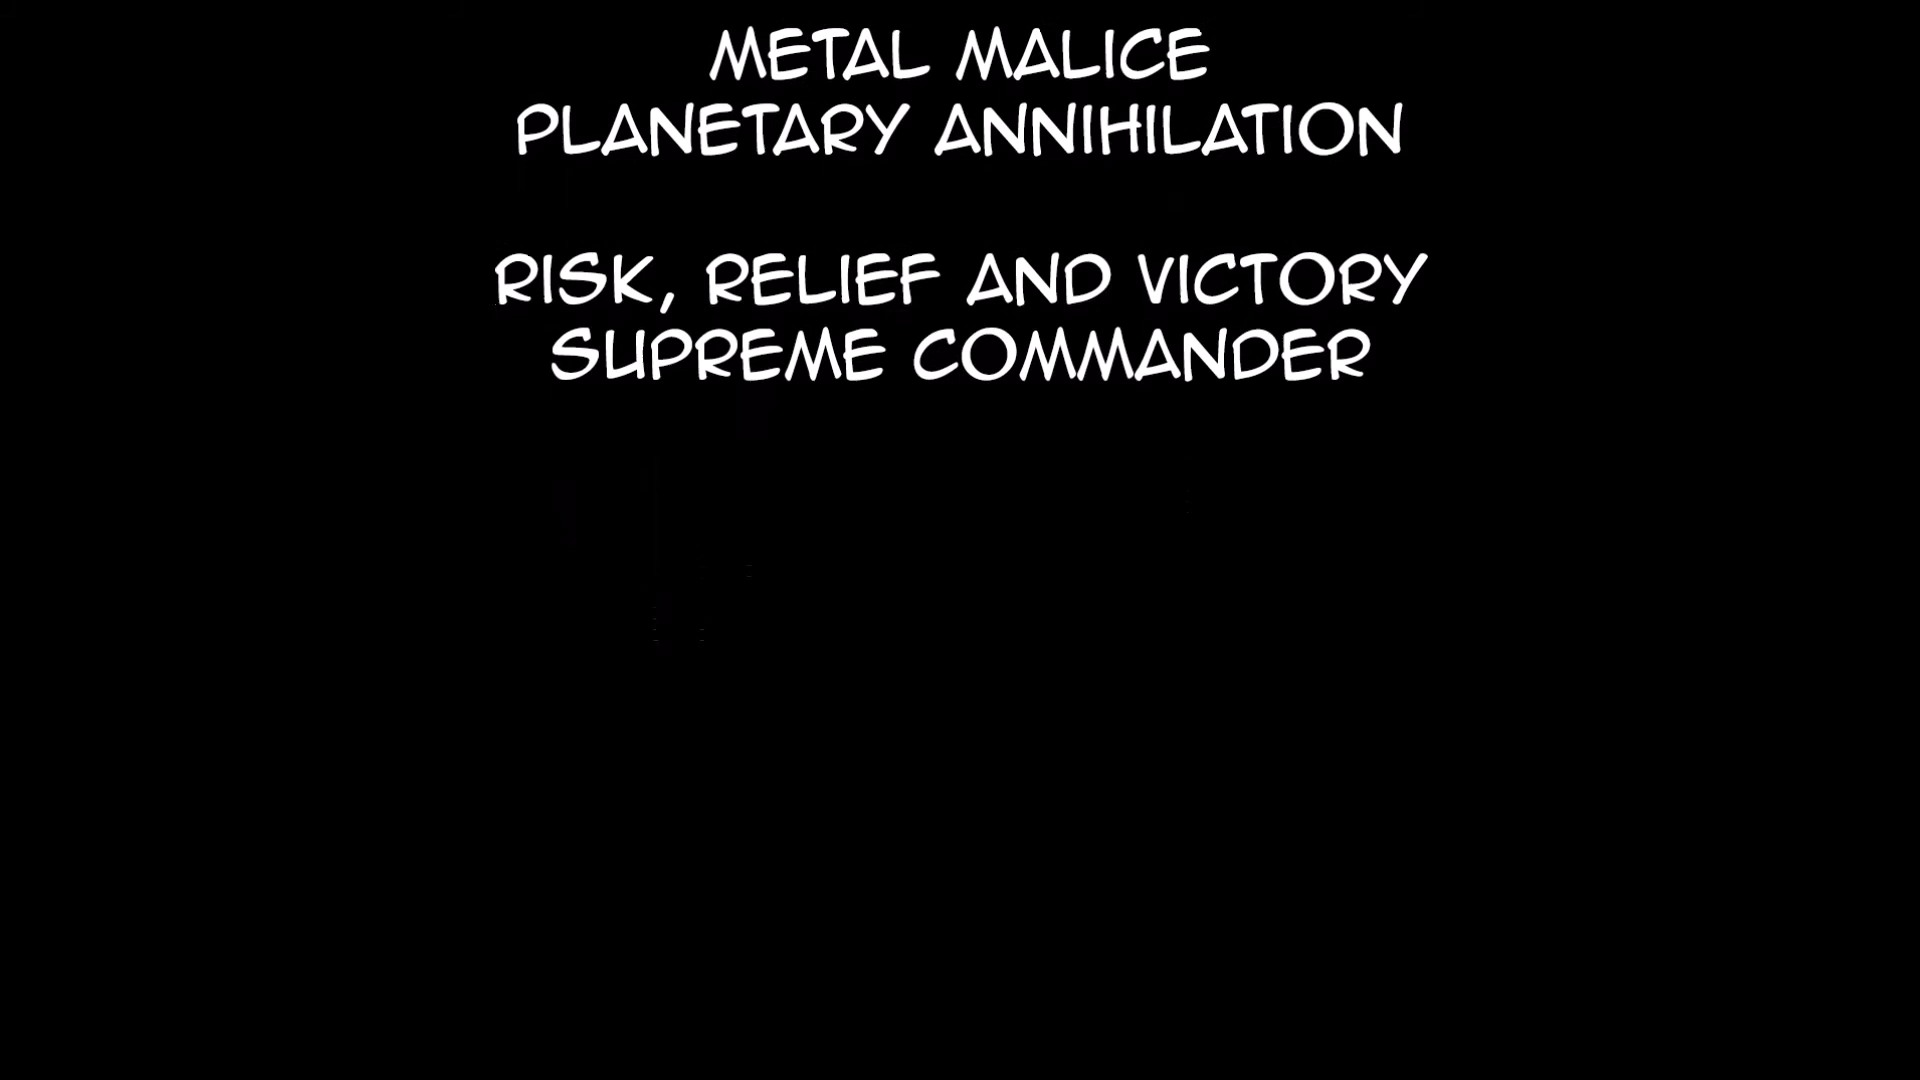 METAL MALICE
PLANETARY ANNIHILATION
RISK, RELIEF AND VICTORY
SUPREME COMMANDER